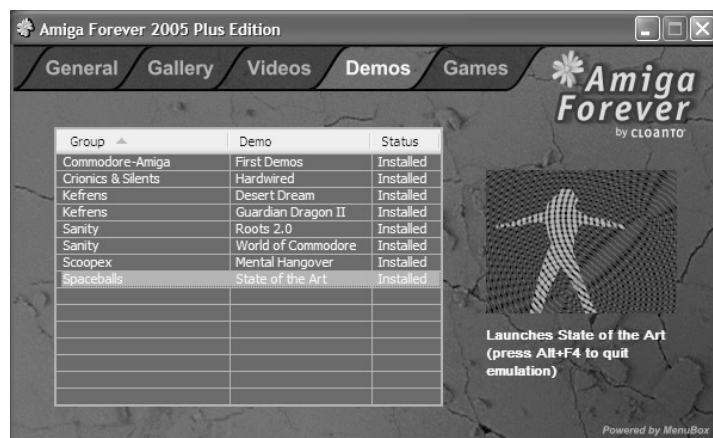 Amiga Forever 2005 Plus Edition
General Gallery Videos Demos Games
Amiga
Forever
by CLOANTO
Group Demo Status
Commodore-Amiga First Demos Installed
Crionics & Silents Hardwired Installed
Kefrens Desert Dream Installed
Kefrens Guardian Dragon II Installed
Sanity Roots 2.0 Installed
Sanity World of Commodore Installed
Scoopex Mental Hangover Installed
Spaceballs State of the Art Installed
Launches State of the Art
(press Alt+F4 to quit
emulation)
Powered by MenuBox